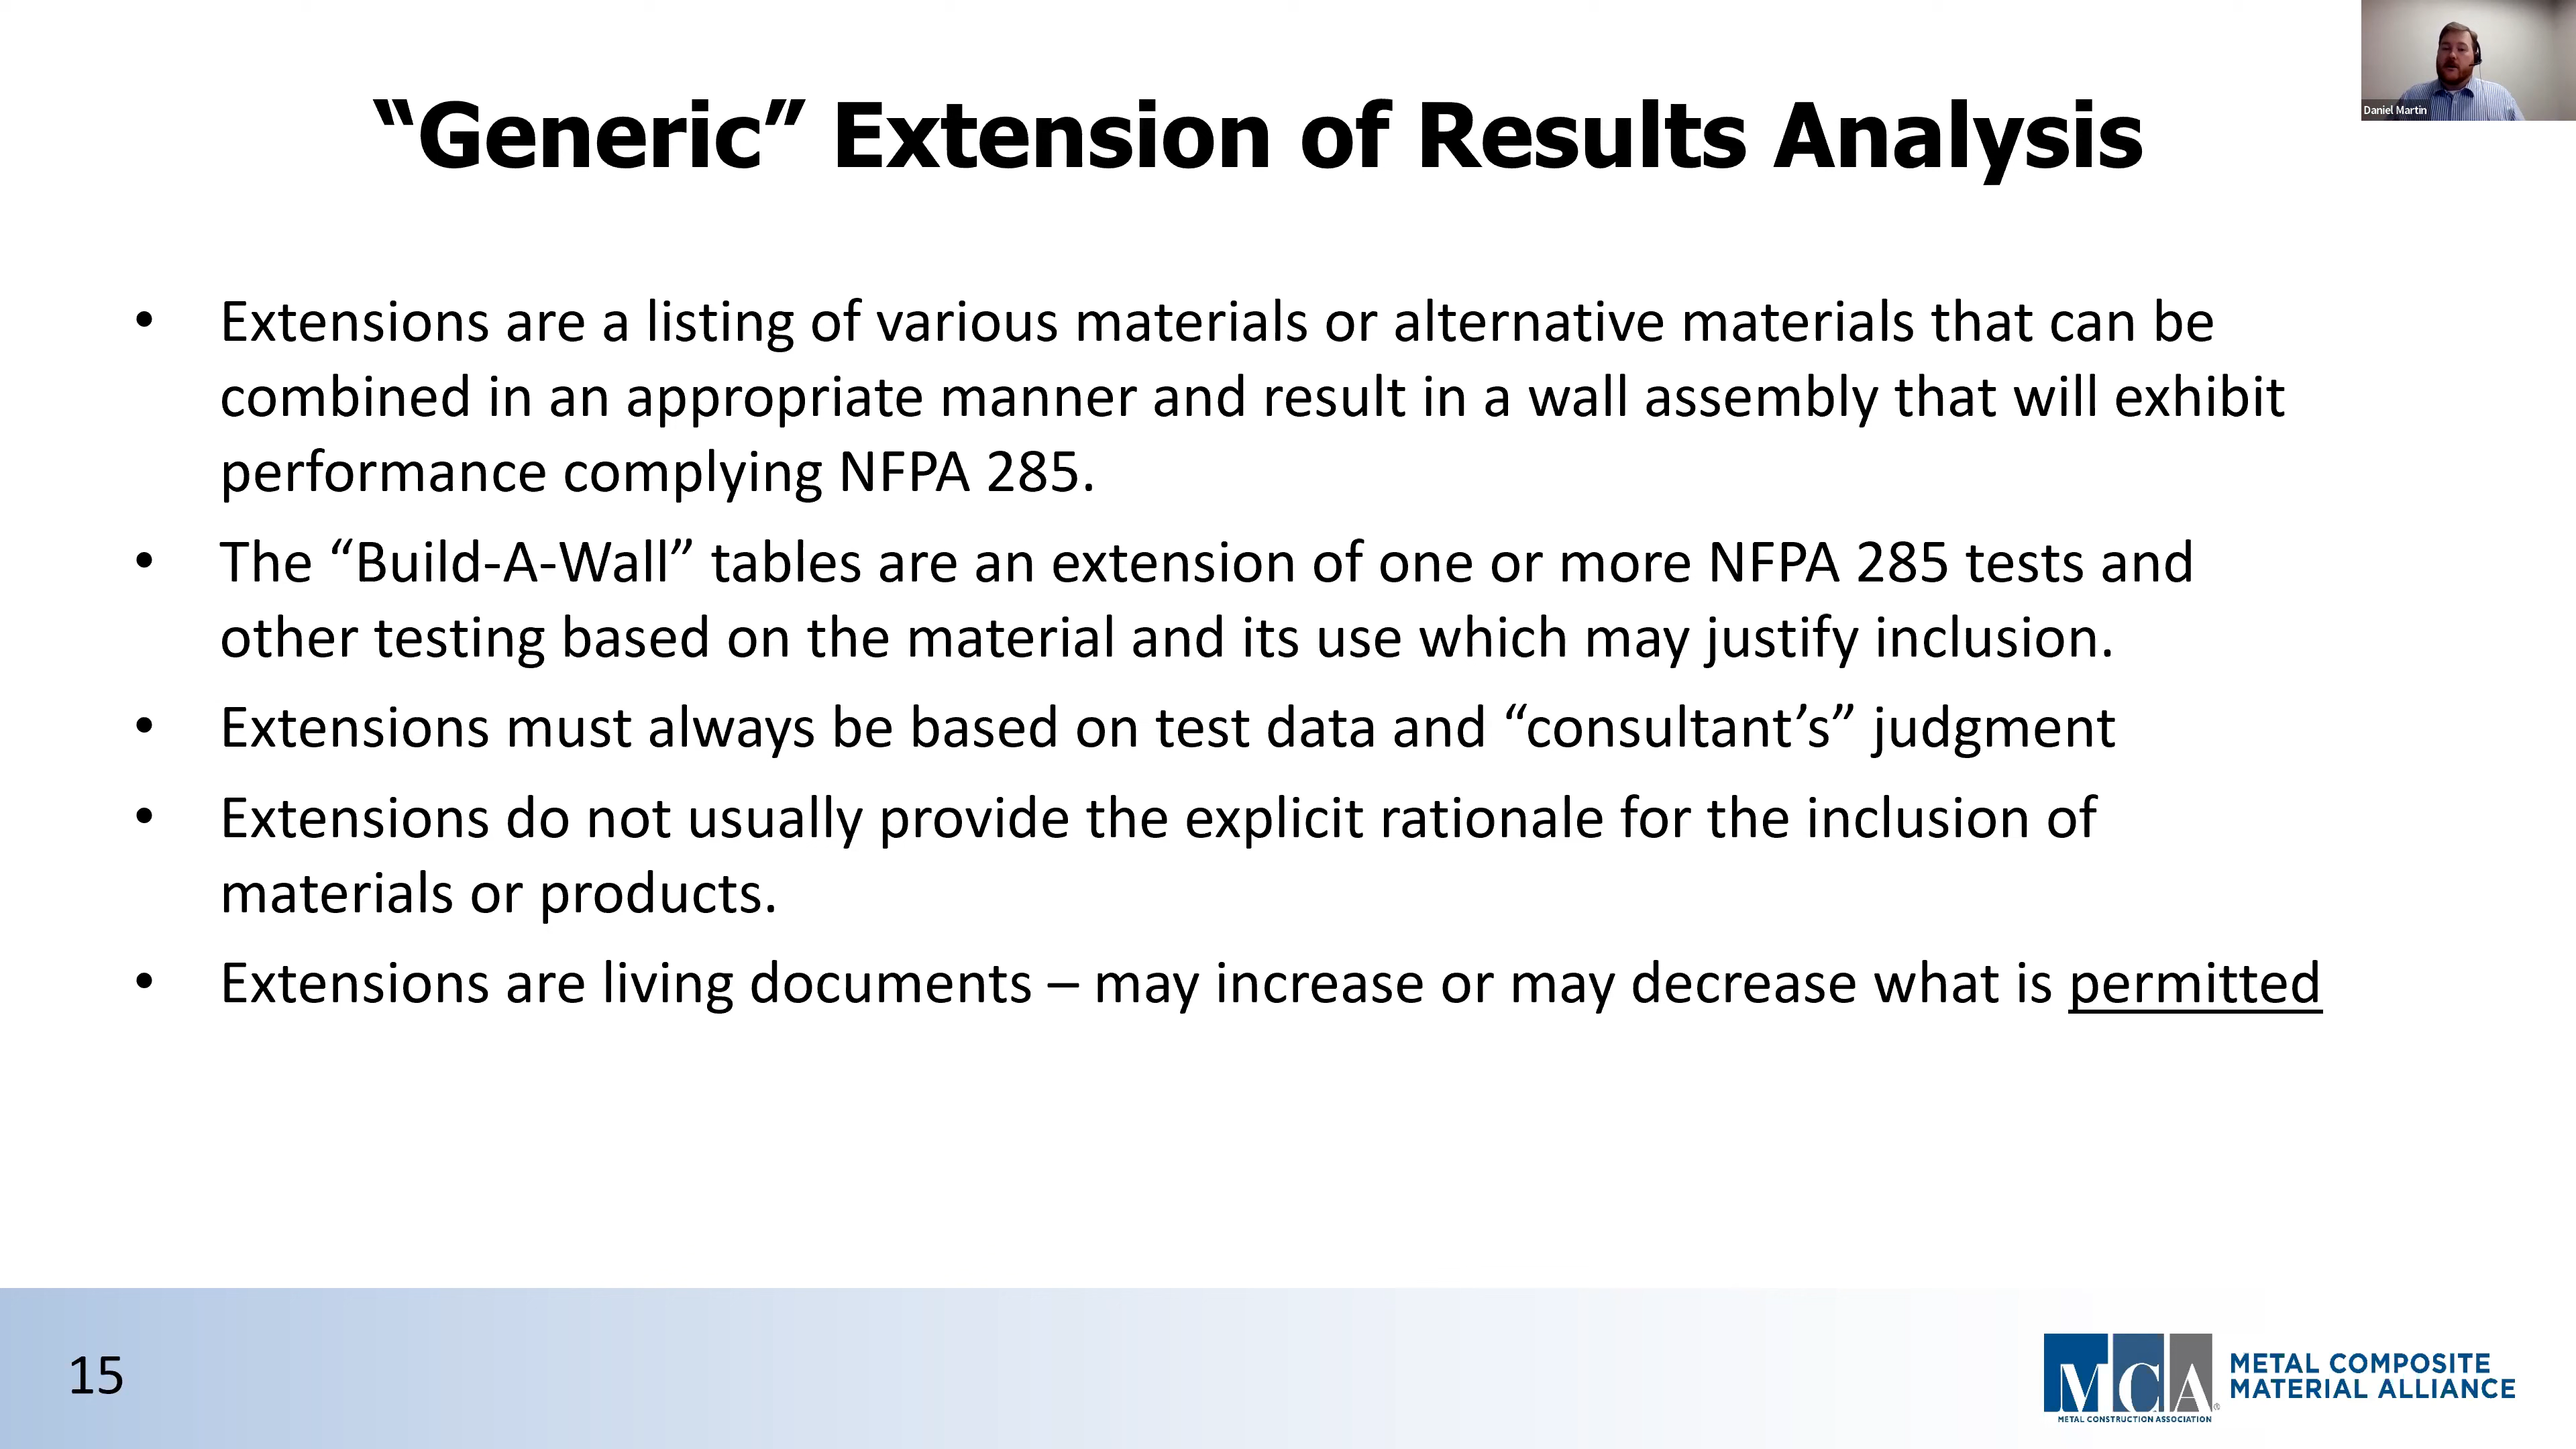 Daniel Martin
“Generic” Extension of Results Analysis
• Extensions are a listing of various materials or alternative materials that can be
combined in an appropriate manner and result in a wall assembly that will exhibit
performance complying NFPA 285.
• The “Build-A-Wall” tables are an extension of one or more NFPA 285 tests and
other testing based on the material and its use which may justify inclusion.
• Extensions must always be based on test data and “consultant’s” judgment
• Extensions do not usually provide the explicit rationale for the inclusion of
materials or products.
• Extensions are living documents – may increase or may decrease what is permitted
15
MCA®
METAL CONSTRUCTION ASSOCIATION
METAL COMPOSITE
MATERIAL ALLIANCE